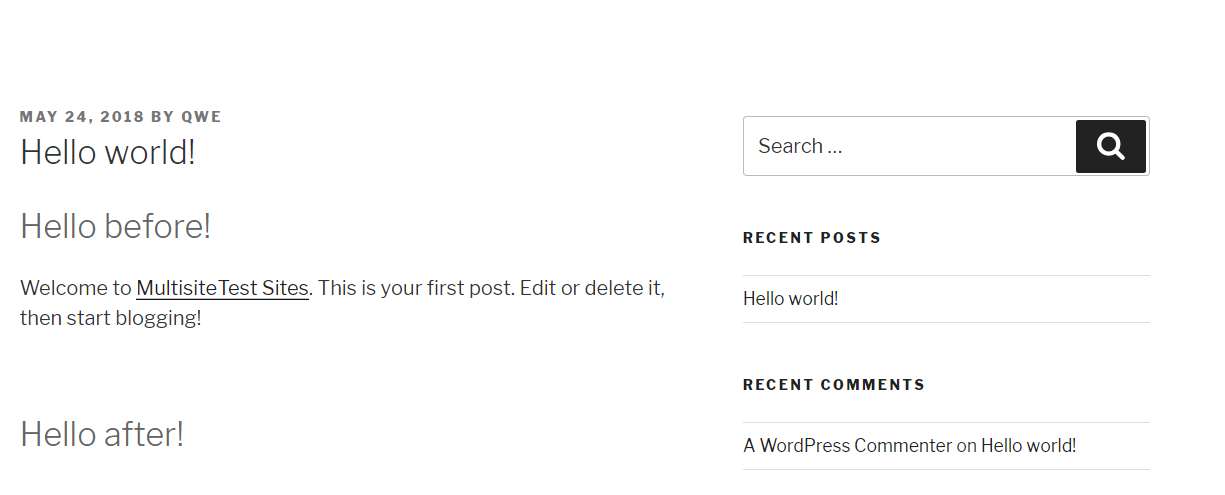 MAY 24, 2018 BY QWE
Hello world!
Hello before!
Welcome to MultisiteTest Sites. This is your first post. Edit or delete it,
then start blogging!
Hello after!
Search …
RECENT POSTS
Hello world!
RECENT COMMENTS
A WordPress Commenter on Hello world!